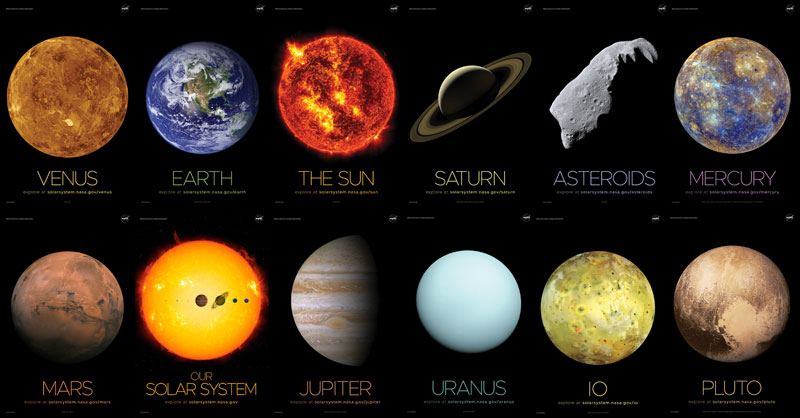 VENUS
explore at solarsystem.nasa.gov/venus
EARTH
explore at solarsystem.nasa.gov/earth
THE SUN
explore at solarsystem.nasa.gov/sun
SATURN
explore at solarsystem.nasa.gov/saturn
ASTEROIDS
explore at solarsystem.nasa.gov/asteroids
MERCURY
explore at solarsystem.nasa.gov/mercury
MARS
explore at solarsystem.nasa.gov/mars
OUR
SOLAR SYSTEM
explore at solarsystem.nasa.gov
JUPITER
explore at solarsystem.nasa.gov/jupiter
URANUS
explore at solarsystem.nasa.gov/uranus
IO
explore at solarsystem.nasa.gov/io
PLUTO
explore at solarsystem.nasa.gov/pluto